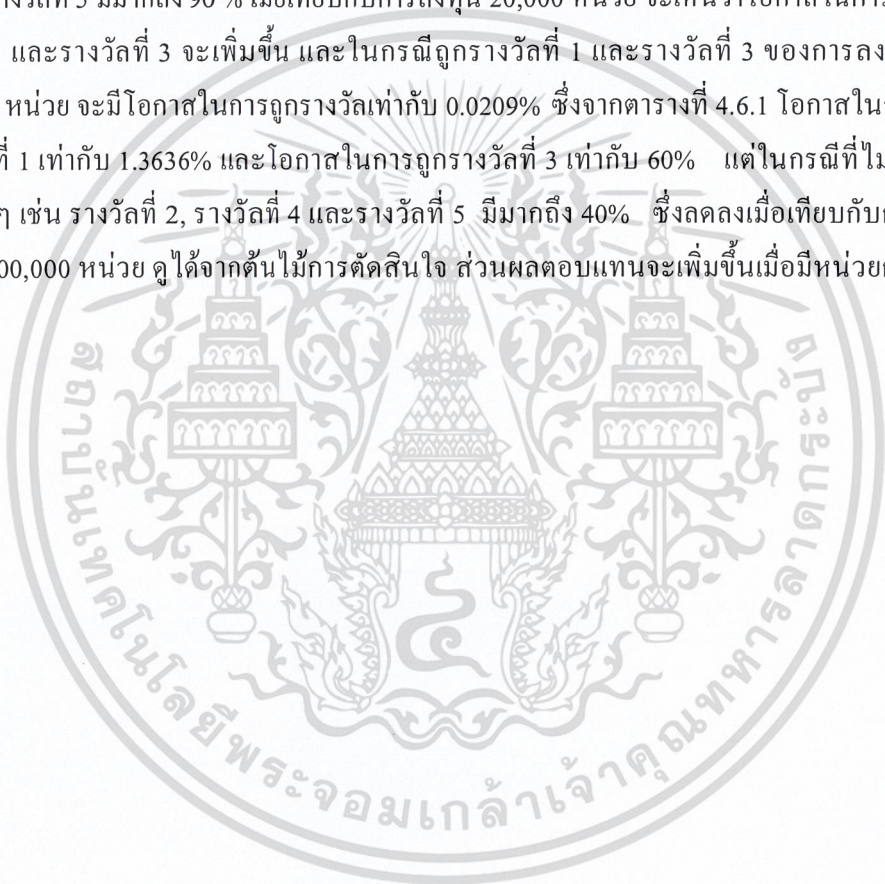 างวัลที่ 5 มีมากถึง 90 % เมื่อเทียบกับการลงทุน 20,000 หน่วย จะเห็นว่าโอกาสในการ
และรางวัลที่ 3 จะเพิ่มขึ้น และในกรณีถูกรางวัลที่ 1 และรางวัลที่ 3 ของการลง
หน่วย จะมีโอกาสในการถูกรางวัลเท่ากับ 0.0209% ซึ่งจากตารางที่ 4.6.1 โอกาสใน
ที่ 1 เท่ากับ 1.3636% และโอกาสในการถูกรางวัลที่ 3 เท่ากับ 60% แต่ในกรณีที่ไม่
ๆ เช่น รางวัลที่ 2, รางวัลที่ 4 และรางวัลที่ 5 มีมากถึง 40% ซึ่งลดลงเมื่อเทียบกับ
00,000 หน่วย ดูได้จากต้นไม้การตัดสินใจ ส่วนผลตอบแทนจะเพิ่มขึ้นเมื่อมีหน่วย
๔
สถาบันเทคโนโลยีพระจอมเกล้าเจ้าคุณทหารลาดกระบัง